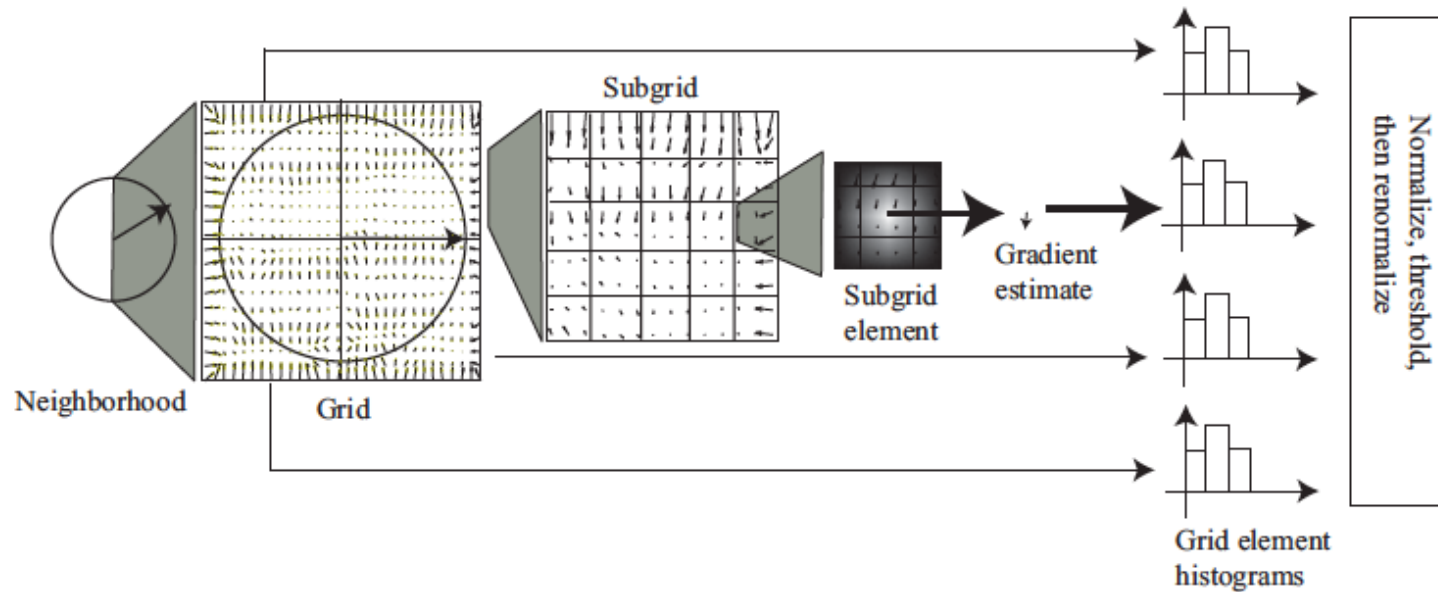 Neighborhood
Grid
Subgrid
Subgrid
element
Gradient
estimate
Grid element
histograms
Normalize, threshold,
then renormalize